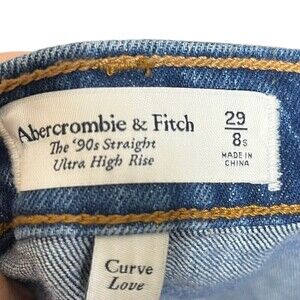 Abercrombie & Fitch
The '90s Straight
Ultra High Rise
29
8s
MADE IN
CHINA
Curve
Love